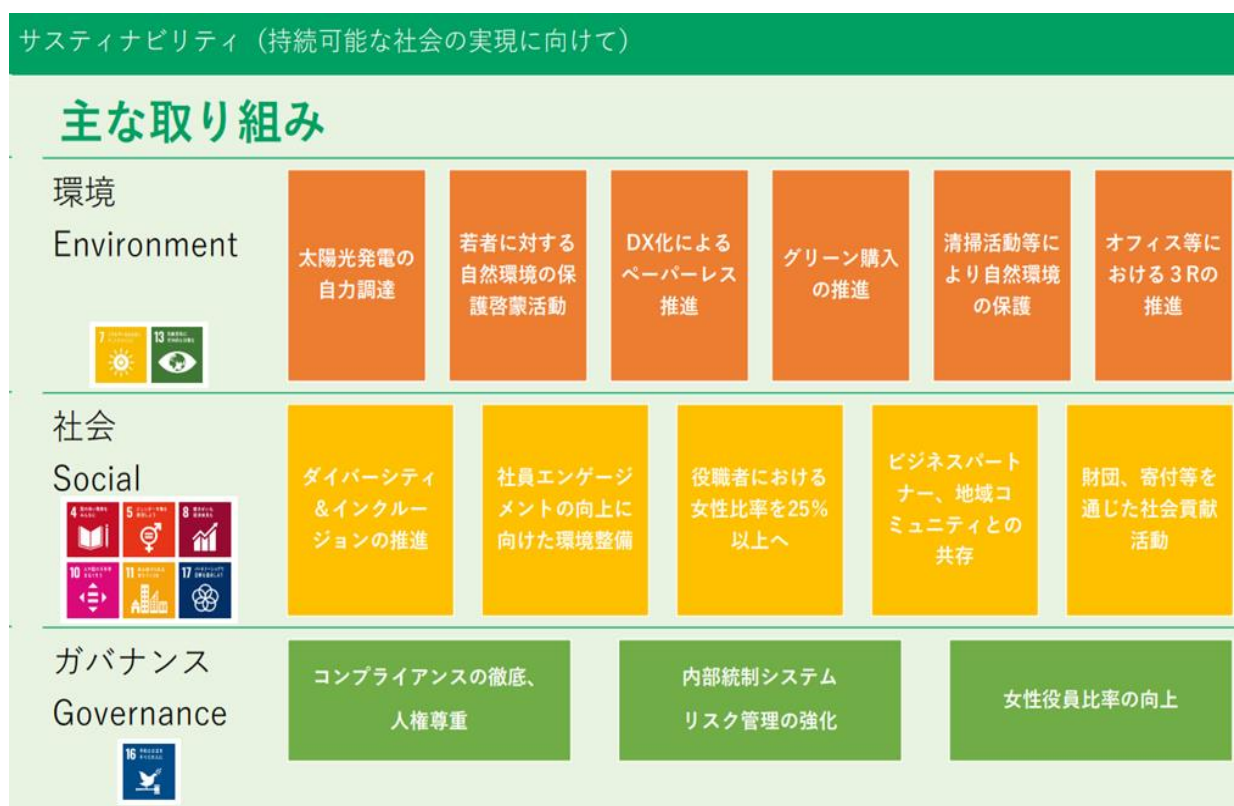 サスティナビリティ（持続可能な社会の実現に向けて）
主な取り組み
環境
Environment
7
13
太陽光発電の
自力調達
若者に対する
自然環境の保
護啓蒙活動
DX化による
ペーパーレス
推進
グリーン購入
の推進
清掃活動等に
より自然環境
の保護
オフィス等に
おける３Rの
推進
社会
Social
4
5
8
10
11
17
ダイバーシティ
＆インクルー
ジョンの推進
社員エンゲージ
メントの向上に
向けた環境整備
役職者における
女性比率を25%
以上へ
ビジネスパート
ナー、地域コ
ミュニティとの
共存
財団、寄付等を
通じた社会貢献
活動
ガバナンス
Governance
16
コンプライアンスの徹底、
人権尊重
内部統制システム
リスク管理の強化
女性役員比率の向上